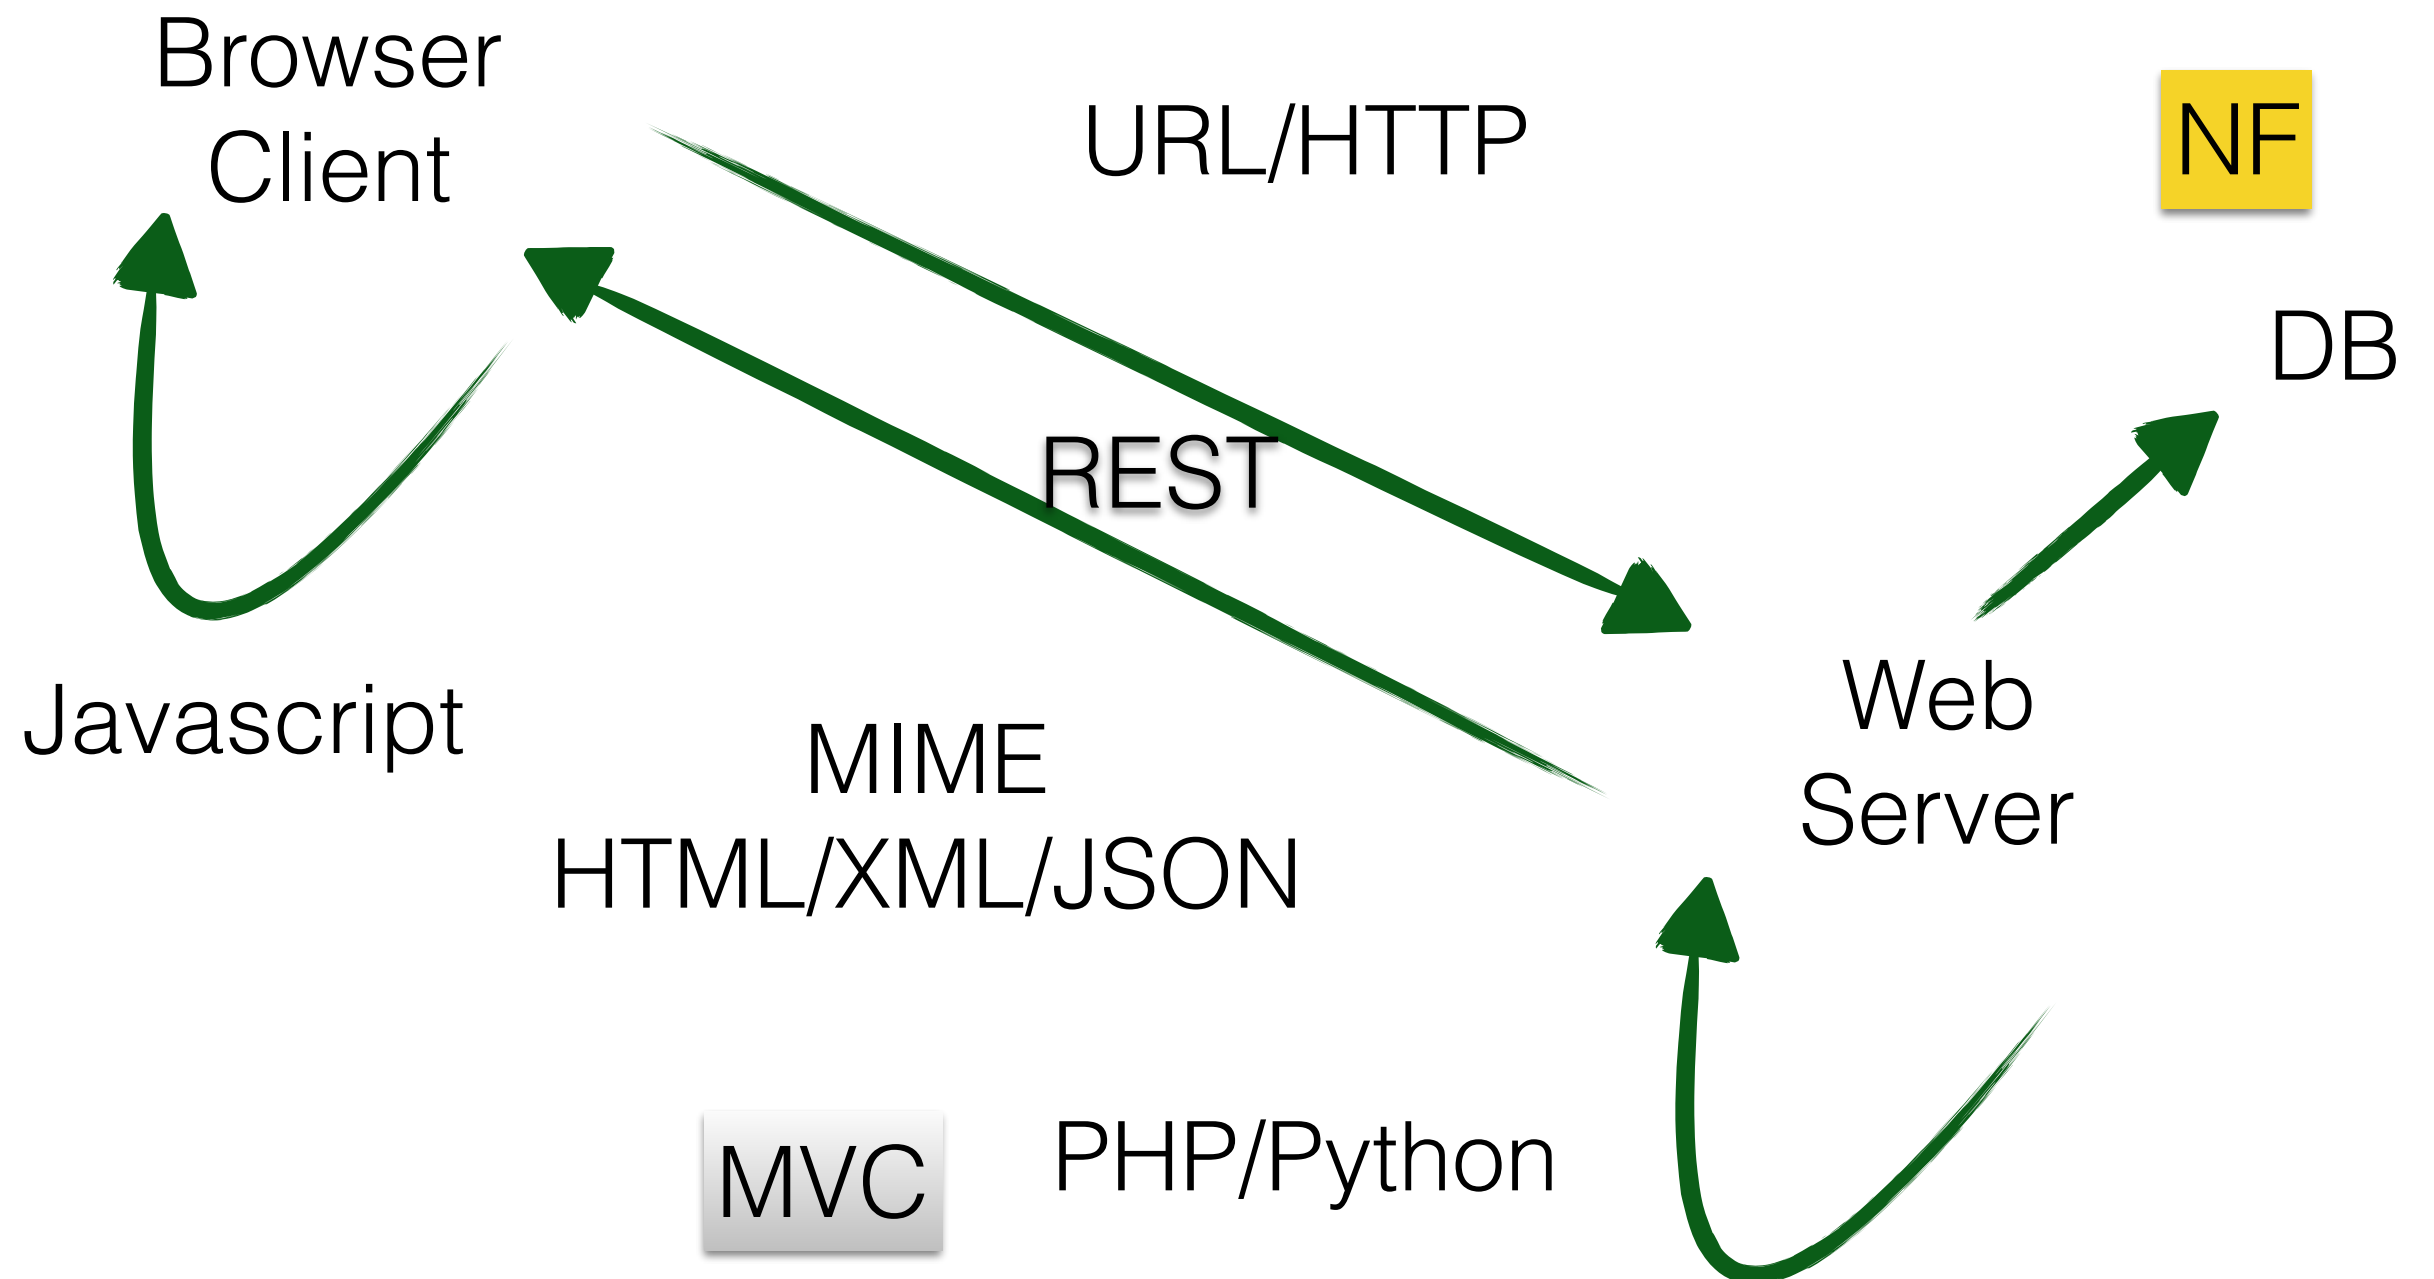 Browser
Client
URL/HTTP
NF
DB
REST
Javascript
Web
Server
MIME
HTML/XML/JSON
MVC
PHP/Python